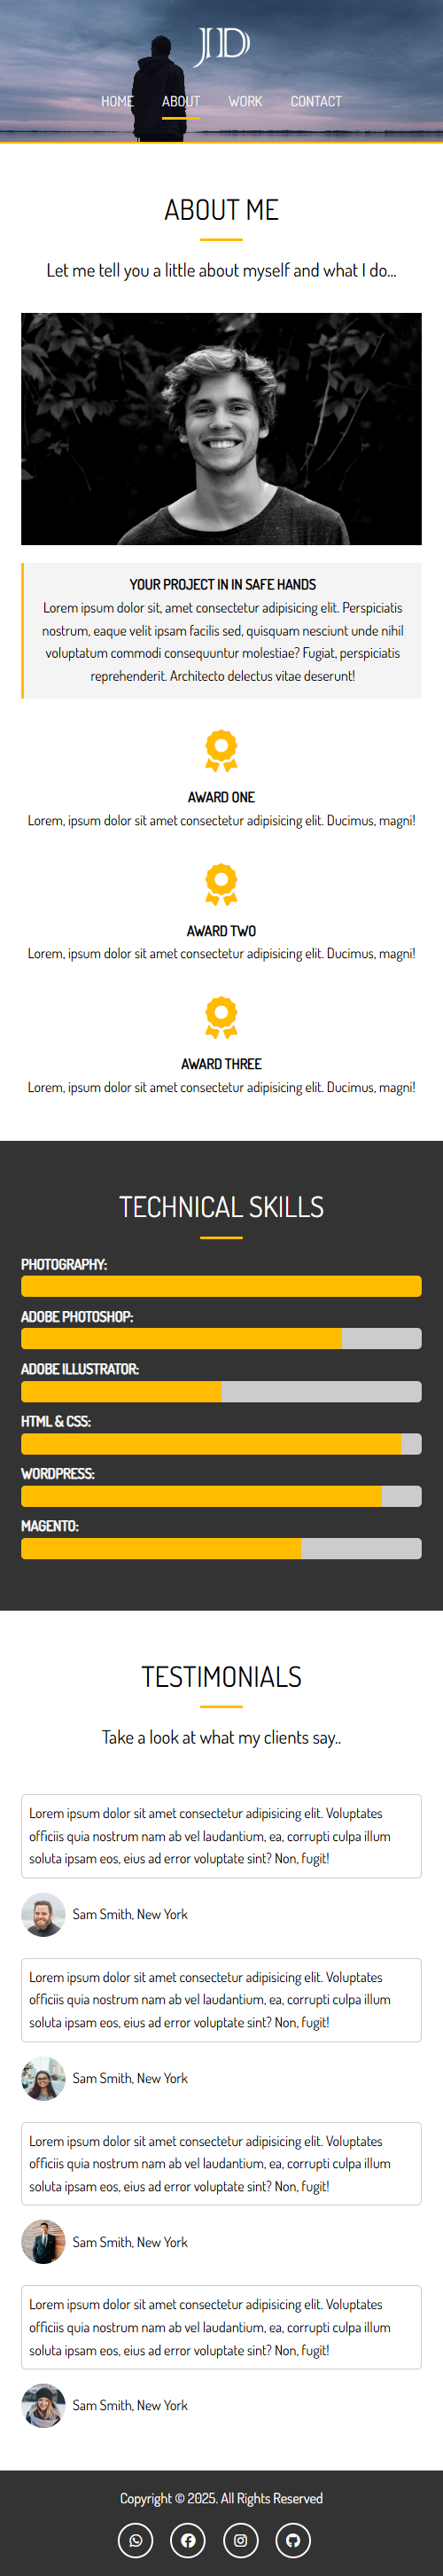 JD
HOME ABOUT WORK CONTACT
ABOUT ME
Let me tell you a little about myself and what I do...
YOUR PROJECT IN IN SAFE HANDS
Lorem ipsum dolor sit, amet consectetur adipisicing elit. Perspiciatis
nostrum, eaque velit ipsam facilis sed, quisquam nesciunt unde nihil
voluptatum commodi consequuntur molestiae? Fugiat, perspiciatis
reprehenderit. Architecto delectus vitae deserunt!
AWARD ONE
Lorem, ipsum dolor sit amet consectetur adipisicing elit. Ducimus, magni!
AWARD TWO
Lorem, ipsum dolor sit amet consectetur adipisicing elit. Ducimus, magni!
AWARD THREE
Lorem, ipsum dolor sit amet consectetur adipisicing elit. Ducimus, magni!
TECHNICAL SKILLS
PHOTOGRAPHY:
ADOBE PHOTOSHOP:
ADOBE ILLUSTRATOR:
HTML & CSS:
WORDPRESS:
MAGENTO:
TESTIMONIALS
Take a look at what my clients say..
Lorem ipsum dolor sit amet consectetur adipisicing elit. Voluptates
officiis quia nostrum nam ab vel laudantium, ea, corrupti culpa illum
soluta ipsam eos, eius ad error voluptate sint? Non, fugit!
Sam Smith, New York
Lorem ipsum dolor sit amet consectetur adipisicing elit. Voluptates
officiis quia nostrum nam ab vel laudantium, ea, corrupti culpa illum
soluta ipsam eos, eius ad error voluptate sint? Non, fugit!
Sam Smith, New York
Lorem ipsum dolor sit amet consectetur adipisicing elit. Voluptates
officiis quia nostrum nam ab vel laudantium, ea, corrupti culpa illum
soluta ipsam eos, eius ad error voluptate sint? Non, fugit!
Sam Smith, New York
Lorem ipsum dolor sit amet consectetur adipisicing elit. Voluptates
officiis quia nostrum nam ab vel laudantium, ea, corrupti culpa illum
soluta ipsam eos, eius ad error voluptate sint? Non, fugit!
Sam Smith, New York
Copyright © 2025. All Rights Reserved